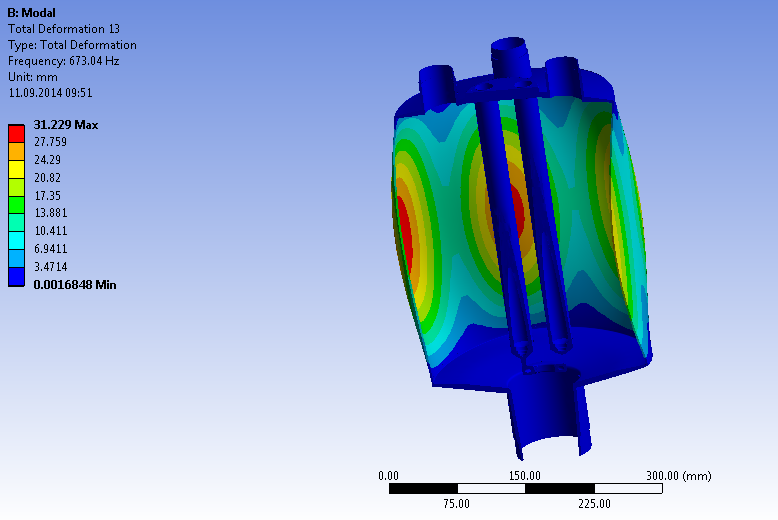 B: Modal
Total Deformation 13
Type: Total Deformation
Frequency: 673.04 Hz
Unit: mm
11.09.2014 09:51
31.229 Max
27.759
24.29
20.82
17.35
13.881
10.411
6.9411
3.4714
0.0016848 Min
0.00 150.00 300.00 (mm)
75.00 225.00